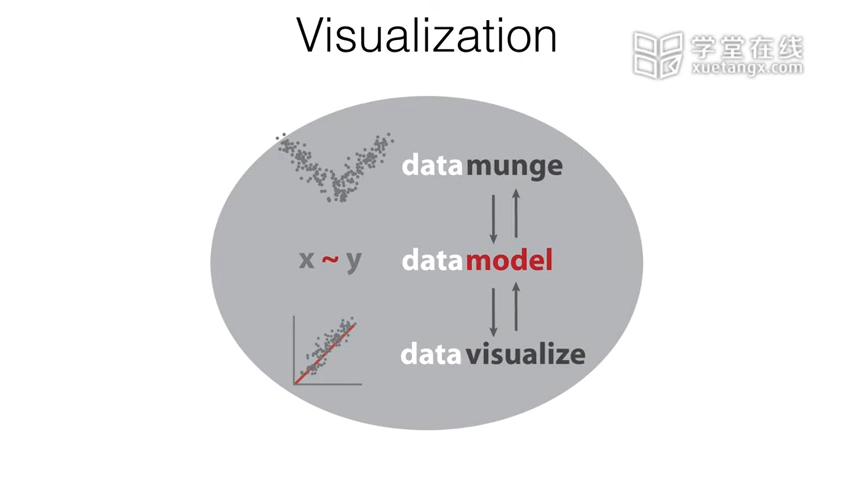 Visualization
学堂在线
xuetangx.com
datamunge
x ~ y datamodel
datavisualize